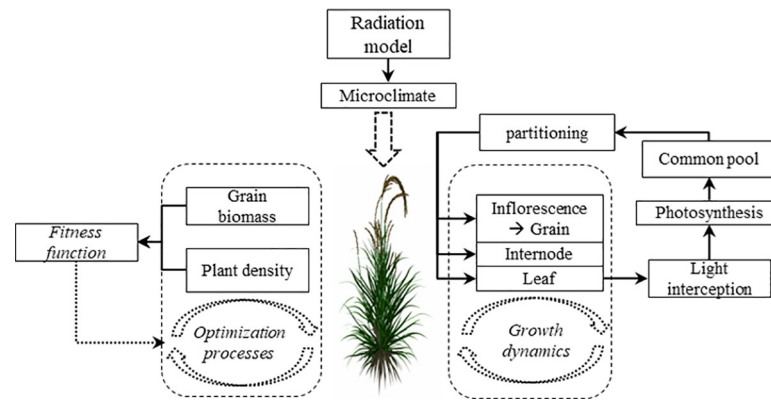 Radiation
model
Microclimate
partitioning
Common pool
Photosynthesis
Light
interception
Inflorescence
→ Grain
Internode
Leaf
Growth
dynamics
Grain
biomass
Plant density
Fitness
function
Optimization
processes